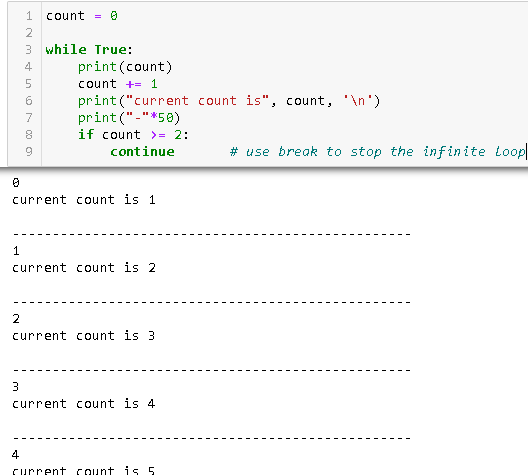 1 count = 0
2
3 while True:
4     print(count)
5     count += 1
6     print("current count is", count, '\n')
7     print("-"*50)
8     if count >= 2:
9         continue       # use break to stop the infinite loop
0
current count is 1
--------------------------------------------------
1
current count is 2
--------------------------------------------------
2
current count is 3
--------------------------------------------------
3
current count is 4
--------------------------------------------------
4
current count is 5